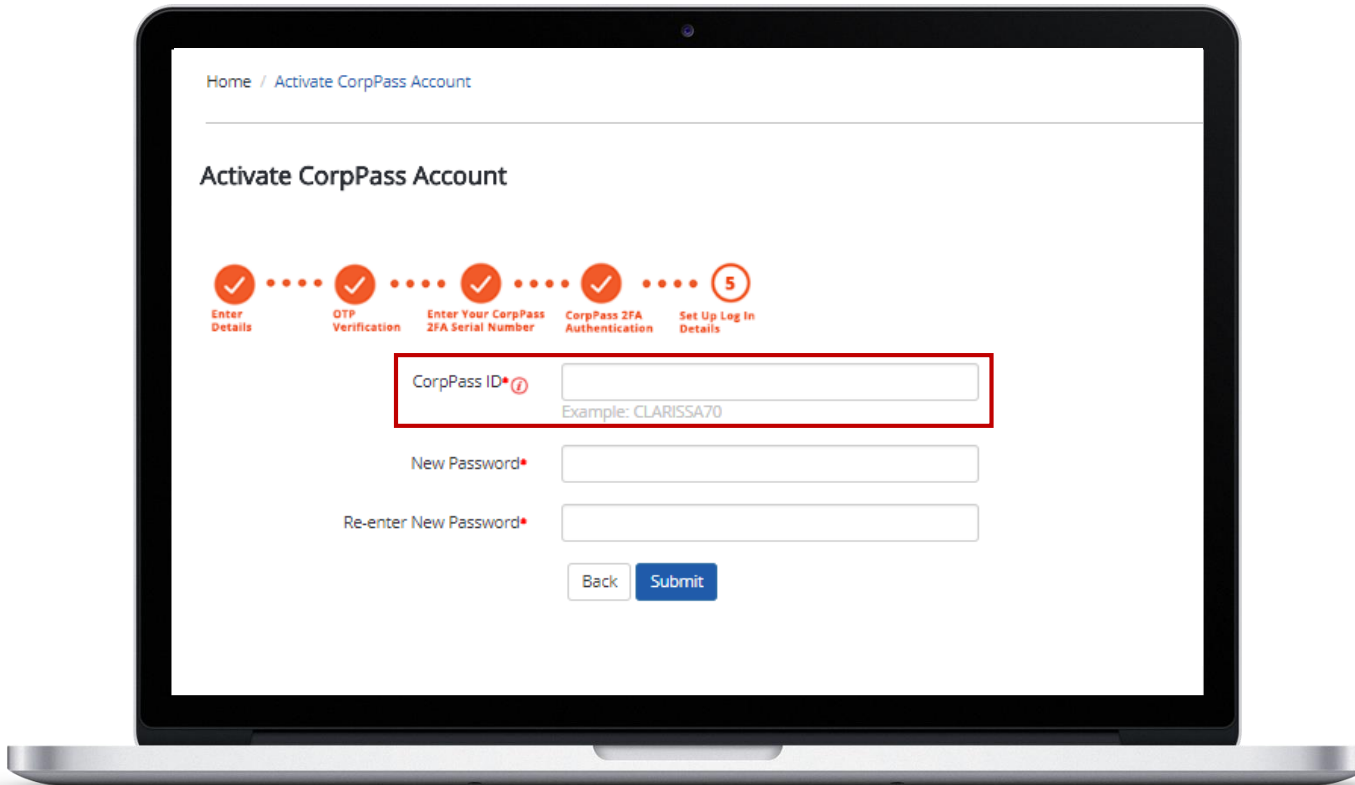 Home / Activate CorpPass Account
Activate CorpPass Account
5
Enter Details
OTP Verification
Enter Your CorpPass 2FA Serial Number
CorpPass 2FA Authentication
Set Up Log In Details
CorpPass ID* i
Example: CLARISSA70
New Password*
Re-enter New Password*
Back Submit